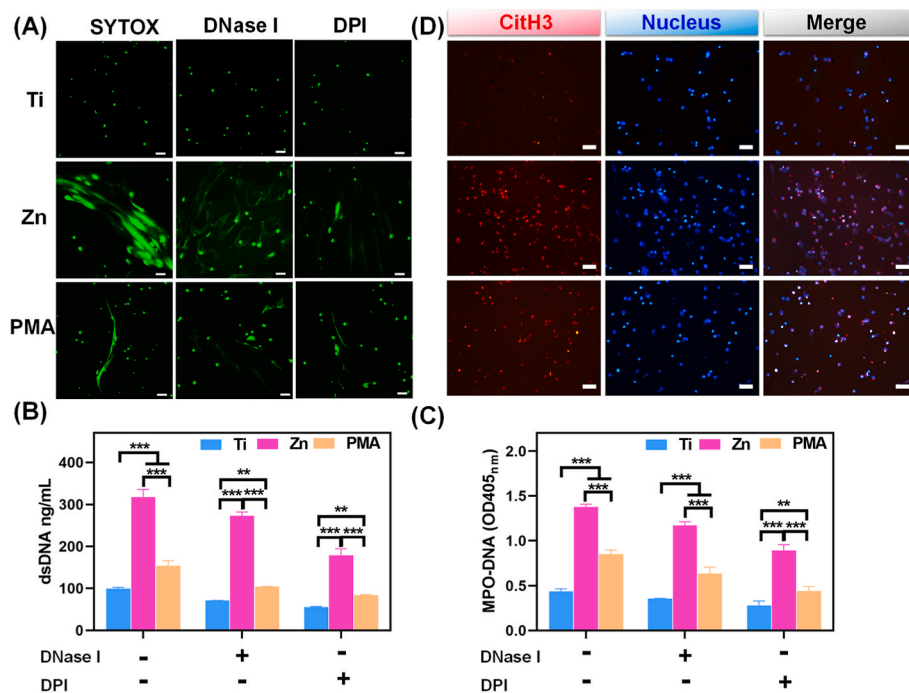 (A) SYTOX DNase I DPI
Ti
Zn
PMA
(D) CitH3 Nucleus Merge
(B)
Ti Zn PMA
dsDNA ng/mL
400
300
200
100
0
*** ***
** *** ***
** *** ***
DNase I - + -
DPI - - +
(C)
Ti Zn PMA
MPO-DNA (OD405nm)
2.0
1.5
1.0
0.5
0.0
*** ***
*** ***
** *** ***
DNase I - + -
DPI - - +